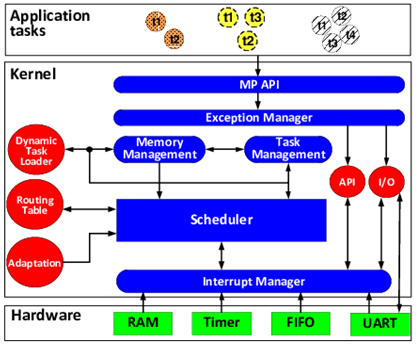 Application
tasks
t1
t2
t1
t3
t2
t1
t2
t3
t4
Kernel
MP API
Exception Manager
Dynamic
Task
Loader
Memory
Management
Task
Management
API
I/O
Routing
Table
Scheduler
Adaptation
Interrupt Manager
Hardware
RAM
Timer
FIFO
UART